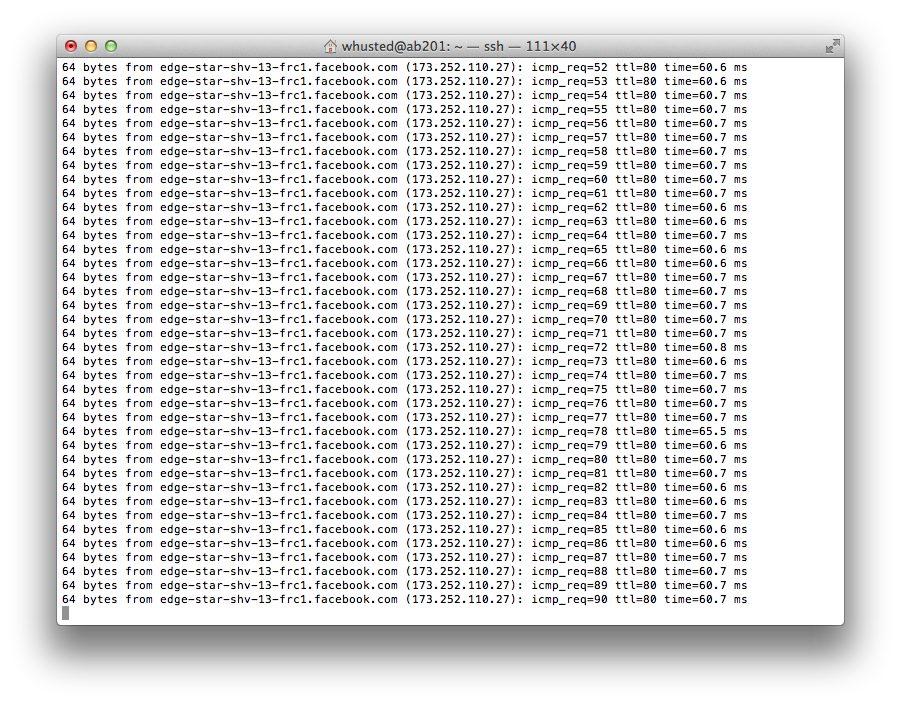 whusted@ab201: ~ — ssh — 111×40
64 bytes from edge-star-shv-13-frc1.facebook.com (173.252.110.27): icmp_req=52 ttl=80 time=60.6 ms
64 bytes from edge-star-shv-13-frc1.facebook.com (173.252.110.27): icmp_req=53 ttl=80 time=60.6 ms
64 bytes from edge-star-shv-13-frc1.facebook.com (173.252.110.27): icmp_req=54 ttl=80 time=60.7 ms
64 bytes from edge-star-shv-13-frc1.facebook.com (173.252.110.27): icmp_req=55 ttl=80 time=60.7 ms
64 bytes from edge-star-shv-13-frc1.facebook.com (173.252.110.27): icmp_req=56 ttl=80 time=60.7 ms
64 bytes from edge-star-shv-13-frc1.facebook.com (173.252.110.27): icmp_req=57 ttl=80 time=60.7 ms
64 bytes from edge-star-shv-13-frc1.facebook.com (173.252.110.27): icmp_req=58 ttl=80 time=60.7 ms
64 bytes from edge-star-shv-13-frc1.facebook.com (173.252.110.27): icmp_req=59 ttl=80 time=60.7 ms
64 bytes from edge-star-shv-13-frc1.facebook.com (173.252.110.27): icmp_req=60 ttl=80 time=60.7 ms
64 bytes from edge-star-shv-13-frc1.facebook.com (173.252.110.27): icmp_req=61 ttl=80 time=60.7 ms
64 bytes from edge-star-shv-13-frc1.facebook.com (173.252.110.27): icmp_req=62 ttl=80 time=60.6 ms
64 bytes from edge-star-shv-13-frc1.facebook.com (173.252.110.27): icmp_req=63 ttl=80 time=60.6 ms
64 bytes from edge-star-shv-13-frc1.facebook.com (173.252.110.27): icmp_req=64 ttl=80 time=60.7 ms
64 bytes from edge-star-shv-13-frc1.facebook.com (173.252.110.27): icmp_req=65 ttl=80 time=60.6 ms
64 bytes from edge-star-shv-13-frc1.facebook.com (173.252.110.27): icmp_req=66 ttl=80 time=60.6 ms
64 bytes from edge-star-shv-13-frc1.facebook.com (173.252.110.27): icmp_req=67 ttl=80 time=60.7 ms
64 bytes from edge-star-shv-13-frc1.facebook.com (173.252.110.27): icmp_req=68 ttl=80 time=60.7 ms
64 bytes from edge-star-shv-13-frc1.facebook.com (173.252.110.27): icmp_req=69 ttl=80 time=60.7 ms
64 bytes from edge-star-shv-13-frc1.facebook.com (173.252.110.27): icmp_req=70 ttl=80 time=60.7 ms
64 bytes from edge-star-shv-13-frc1.facebook.com (173.252.110.27): icmp_req=71 ttl=80 time=60.7 ms
64 bytes from edge-star-shv-13-frc1.facebook.com (173.252.110.27): icmp_req=72 ttl=80 time=60.8 ms
64 bytes from edge-star-shv-13-frc1.facebook.com (173.252.110.27): icmp_req=73 ttl=80 time=60.6 ms
64 bytes from edge-star-shv-13-frc1.facebook.com (173.252.110.27): icmp_req=74 ttl=80 time=60.7 ms
64 bytes from edge-star-shv-13-frc1.facebook.com (173.252.110.27): icmp_req=75 ttl=80 time=60.7 ms
64 bytes from edge-star-shv-13-frc1.facebook.com (173.252.110.27): icmp_req=76 ttl=80 time=60.7 ms
64 bytes from edge-star-shv-13-frc1.facebook.com (173.252.110.27): icmp_req=77 ttl=80 time=60.7 ms
64 bytes from edge-star-shv-13-frc1.facebook.com (173.252.110.27): icmp_req=78 ttl=80 time=65.5 ms
64 bytes from edge-star-shv-13-frc1.facebook.com (173.252.110.27): icmp_req=79 ttl=80 time=60.6 ms
64 bytes from edge-star-shv-13-frc1.facebook.com (173.252.110.27): icmp_req=80 ttl=80 time=60.7 ms
64 bytes from edge-star-shv-13-frc1.facebook.com (173.252.110.27): icmp_req=81 ttl=80 time=60.7 ms
64 bytes from edge-star-shv-13-frc1.facebook.com (173.252.110.27): icmp_req=82 ttl=80 time=60.6 ms
64 bytes from edge-star-shv-13-frc1.facebook.com (173.252.110.27): icmp_req=83 ttl=80 time=60.6 ms
64 bytes from edge-star-shv-13-frc1.facebook.com (173.252.110.27): icmp_req=84 ttl=80 time=60.7 ms
64 bytes from edge-star-shv-13-frc1.facebook.com (173.252.110.27): icmp_req=85 ttl=80 time=60.6 ms
64 bytes from edge-star-shv-13-frc1.facebook.com (173.252.110.27): icmp_req=86 ttl=80 time=60.6 ms
64 bytes from edge-star-shv-13-frc1.facebook.com (173.252.110.27): icmp_req=87 ttl=80 time=60.7 ms
64 bytes from edge-star-shv-13-frc1.facebook.com (173.252.110.27): icmp_req=88 ttl=80 time=60.7 ms
64 bytes from edge-star-shv-13-frc1.facebook.com (173.252.110.27): icmp_req=89 ttl=80 time=60.7 ms
64 bytes from edge-star-shv-13-frc1.facebook.com (173.252.110.27): icmp_req=90 ttl=80 time=60.7 ms